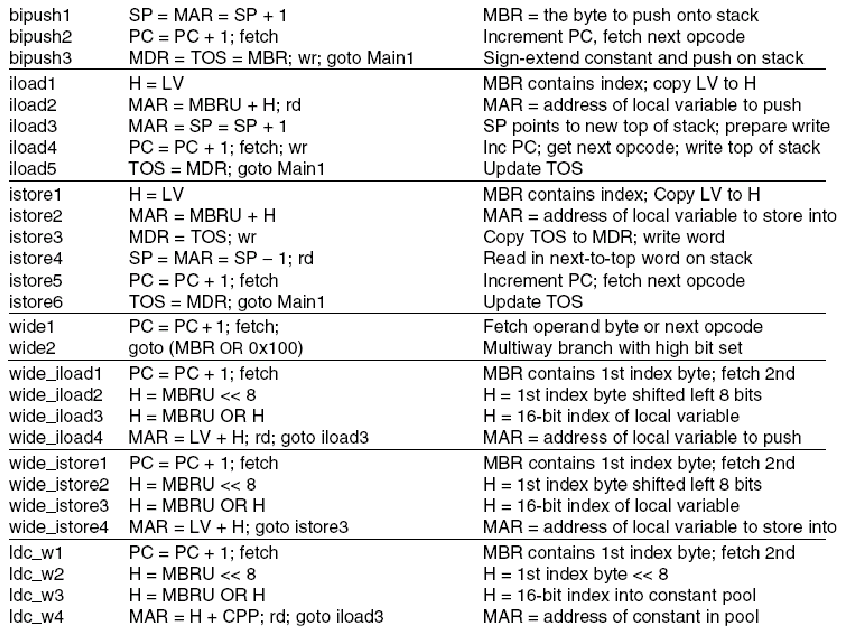 bipush1 SP = MAR = SP + 1 MBR = the byte to push onto stack
bipush2 PC = PC + 1; fetch Increment PC, fetch next opcode
bipush3 MDR = TOS = MBR; wr; goto Main1 Sign-extend constant and push on stack
iload1 H = LV MBR contains index; copy LV to H
iload2 MAR = MBRU + H; rd MAR = address of local variable to push
iload3 MAR = SP = SP + 1 SP points to new top of stack; prepare write
iload4 PC = PC + 1; fetch; wr Inc PC; get next opcode; write top of stack
iload5 TOS = MDR; goto Main1 Update TOS
istore1 H = LV MBR contains index; Copy LV to H
istore2 MAR = MBRU + H MAR = address of local variable to store into
istore3 MDR = TOS; wr Copy TOS to MDR; write word
istore4 SP = MAR = SP – 1; rd Read in next-to-top word on stack
istore5 PC = PC + 1; fetch Increment PC; fetch next opcode
istore6 TOS = MDR; goto Main1 Update TOS
wide1 PC = PC + 1; fetch; Fetch operand byte or next opcode
wide2 goto (MBR OR 0x100) Multiway branch with high bit set
wide_iload1 PC = PC + 1; fetch MBR contains 1st index byte; fetch 2nd
wide_iload2 H = MBRU << 8 H = 1st index byte shifted left 8 bits
wide_iload3 H = MBRU OR H H = 16-bit index of local variable
wide_iload4 MAR = LV + H; rd; goto iload3 MAR = address of local variable to push
wide_istore1 PC = PC + 1; fetch MBR contains 1st index byte; fetch 2nd
wide_istore2 H = MBRU << 8 H = 1st index byte shifted left 8 bits
wide_istore3 H = MBRU OR H H = 16-bit index of local variable
wide_istore4 MAR = LV + H; goto istore3 MAR = address of local variable to store into
ldc_w1 PC = PC + 1; fetch MBR contains 1st index byte; fetch 2nd
ldc_w2 H = MBRU << 8 H = 1st index byte << 8
ldc_w3 H = MBRU OR H H = 16-bit index into constant pool
ldc_w4 MAR = H + CPP; rd; goto iload3 MAR = address of constant in pool